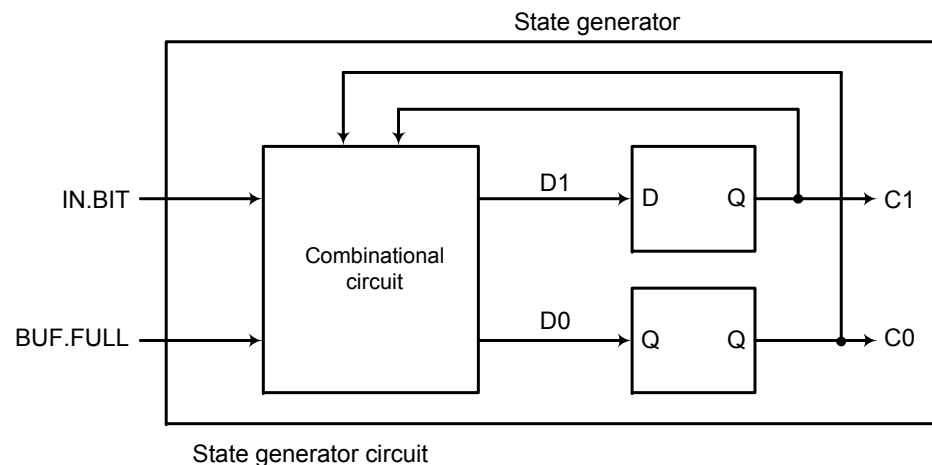 State generator
IN.BIT
D1
D
Q
C1
Combinational
circuit
BUF.FULL
D0
Q
Q
C0
State generator circuit